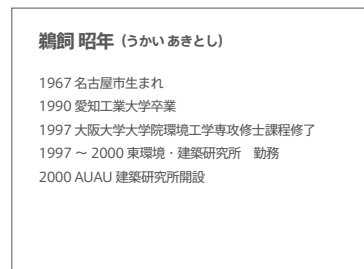 鵜飼 昭年（うかい あきとし）
1967 名古屋市生まれ
1990 愛知工業大学卒業
1997 大阪大学大学院環境工学専攻修士課程修了
1997 ～ 2000 東環境・建築研究所　勤務
2000 AUAU 建築研究所開設